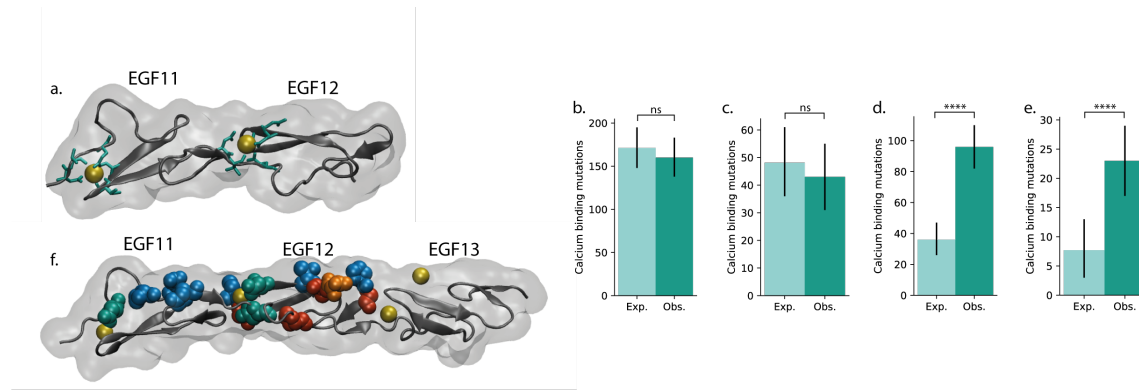 a.
EGF11
EGF12
f.
EGF11
EGF12
EGF13
b.
ns
Calcium binding mutations
200
150
100
50
0
Exp.
Obs.
c.
ns
Calcium binding mutations
60
50
40
30
20
10
0
Exp.
Obs.
d.
****
Calcium binding mutations
100
80
60
40
20
0
Exp.
Obs.
e.
****
Calcium binding mutations
30
25
20
15
10
5
0
Exp.
Obs.